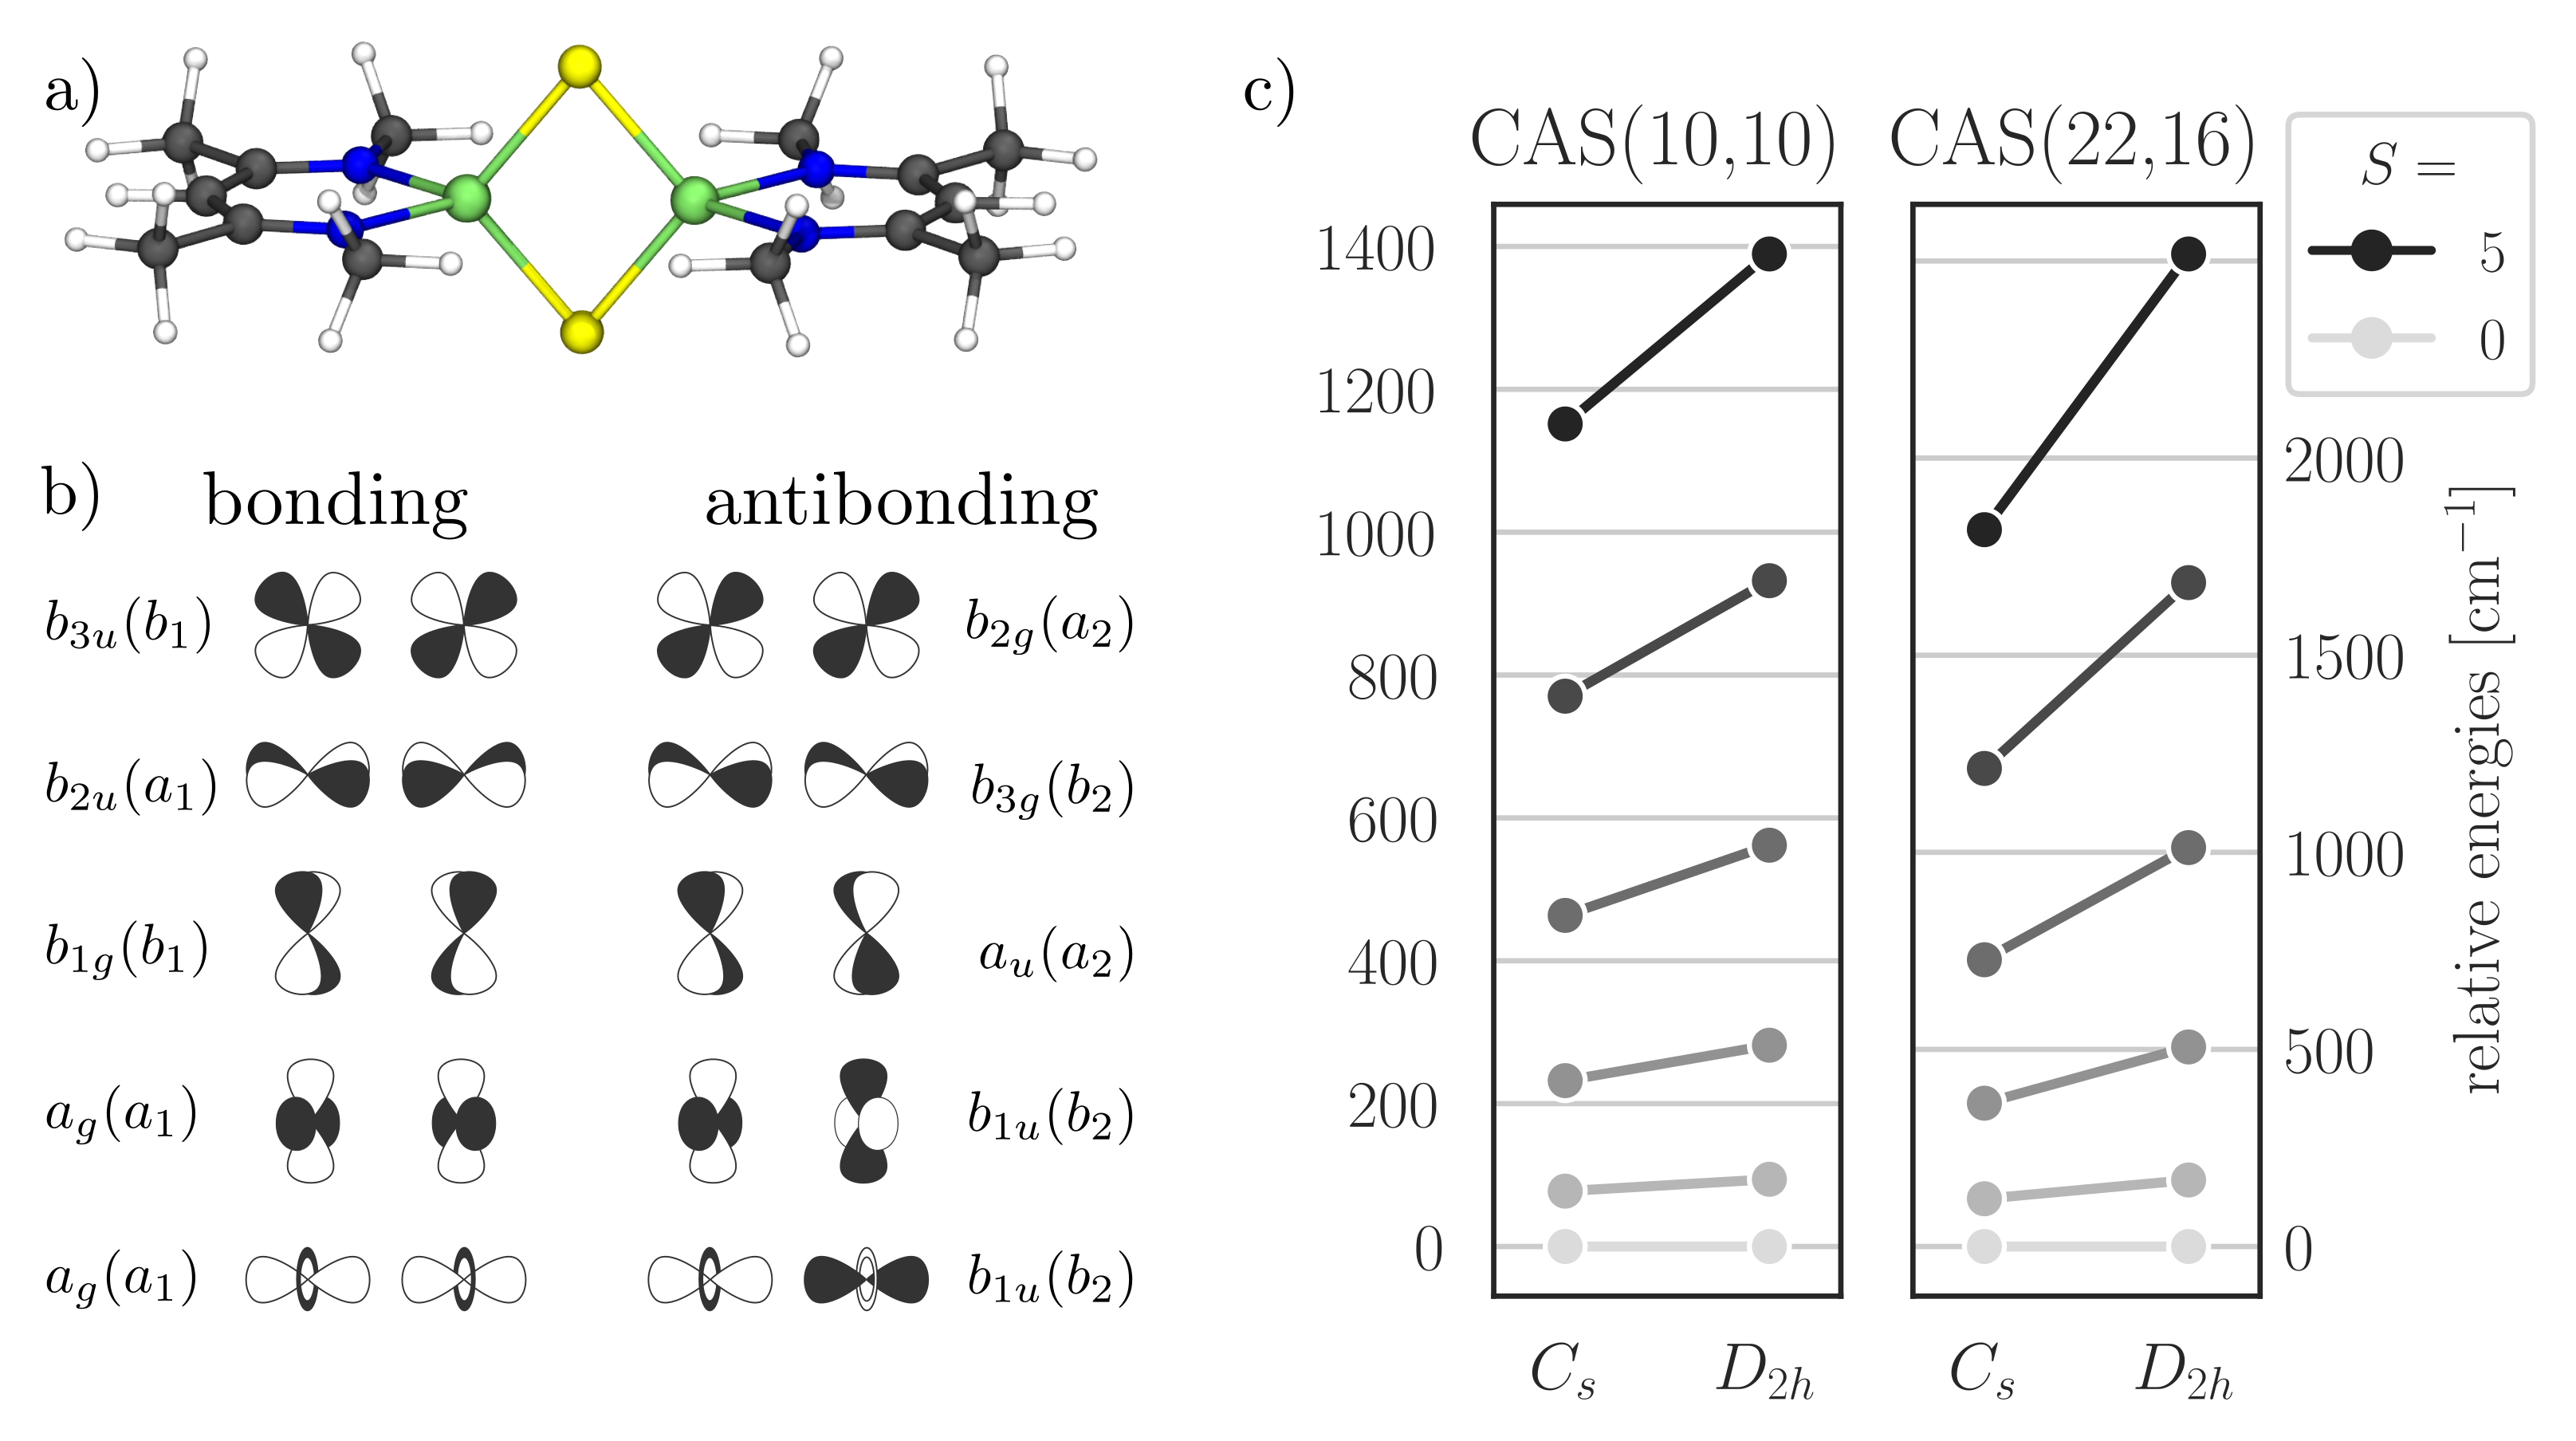 a)
b)
bonding antibonding
b_{3u}(b_1) b_{2g}(a_2)
b_{2u}(a_1) b_{3g}(b_2)
b_{1g}(b_1) a_u(a_2)
a_g(a_1) b_{1u}(b_2)
a_g(a_1) b_{1u}(b_2)
c)
CAS(10,10) CAS(22,16)
1400
1200
1000
800
600
400
200
0
C_s D_{2h} C_s D_{2h}
S =
5
0
2000
1500
1000
500
0
relative energies [cm^{-1}]